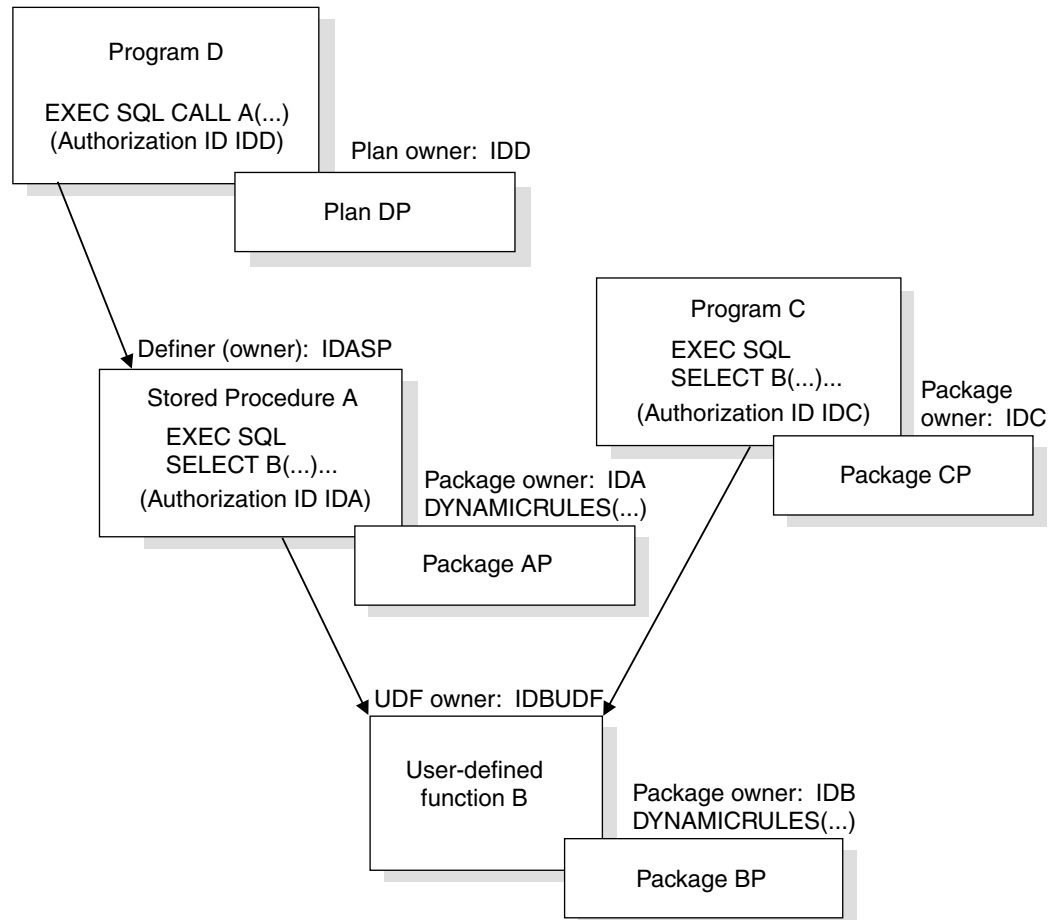 Program D
EXEC SQL CALL A(...)
(Authorization ID IDD)
Plan owner: IDD
Plan DP
Program C
EXEC SQL
SELECT B(...)...
(Authorization ID IDC)
Package
owner: IDC
Package CP
Definer (owner): IDASP
Stored Procedure A
EXEC SQL
SELECT B(...)...
(Authorization ID IDA)
Package owner: IDA
DYNAMICRULES(...)
Package AP
UDF owner: IDBUDF
User-defined
function B
Package owner: IDB
DYNAMICRULES(...)
Package BP